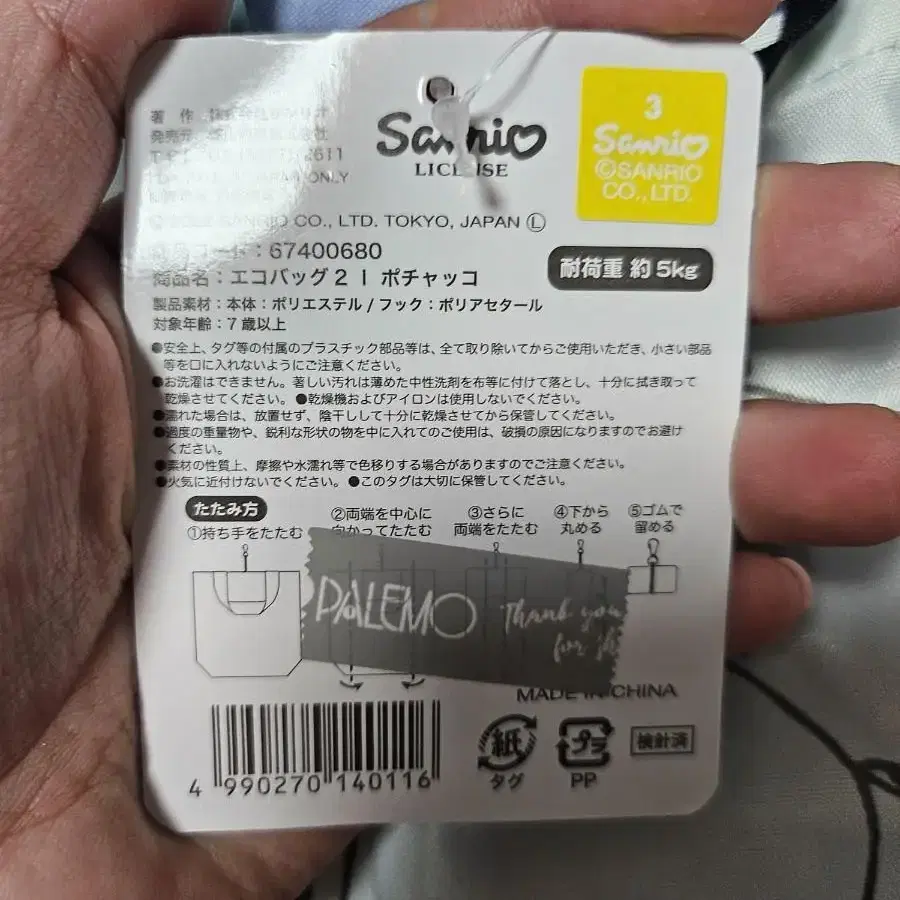 Sanrio
LICENSE
3
Sanrio
©SANRIO
CO., LTD.
著 作
発売元
SANRIO CO., LTD. TOKYO, JAPAN Ⓛ
コード：67400680
商品名：エコバッグ2 I ポチャッコ
耐荷重 約5kg
製品素材：本体：ポリエステル / フック：ポリアセタール
対象年齢：7歳以上
●安全上、タグ等の付属のプラスチック部品等は、全て取り除いてからご使用いただき、小さい部品
等を口に入れないようにご注意ください。
●お洗濯はできません。著しい汚れは薄めた中性洗剤を布等に付けて落とし、十分に拭き取って
乾燥させてください。●乾燥機およびアイロンは使用しないでください。
●濡れた場合は、放置せず、陰干しして十分に乾燥させてから保管してください。
●過度の重量物や、鋭利な形状の物を中に入れてのご使用は、破損の原因になりますのでお避け
ください。
●素材の性質上、摩擦や水濡れ等で色移りする場合がありますのでご注意ください。
●火気に近付けないでください。●このタグは大切に保管してください。
たたみ方
①持ち手をたたむ
②両端を中心に
向かってたたむ
③さらに
両端をたたむ
④下から
丸める
⑤ゴムで
留める
PALEMO Thank you
for
MADE IN CHINA
4 990270 140116
紙
タグ
プラ
PP
検針済